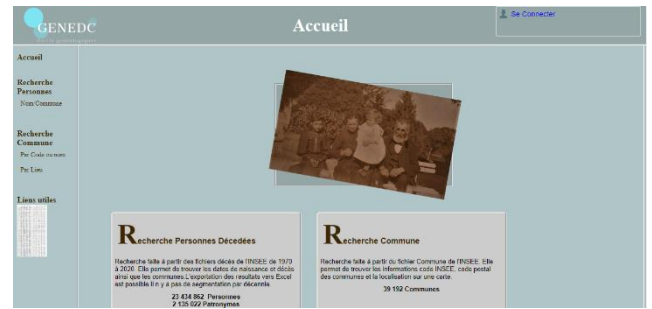 GENEDC
Accueil
Se Connecter
Accueil
Recherche
Personnes
Nom/Commune
Recherche
Commune
Par Code ou nom
Par Lieu
Liens utiles
Recherche Personnes Décedées
Recherche faite à partir des fichiers décès de l'INSEE de 1970
à 2020. Elle permet de trouver les dates de naissance et décès
ainsi que les communes.L'exportation des resultats vers Excel
est possible.Il n y a pas de segmentation par décennie.
23 434 862 Personnes
2 135 022 Patronymes
Recherche Commune
Recherche faite à partir du fichier Commune de l'INSEE. Elle
permet de trouver les informations code INSEE, code postal
des communes et la localisation sur une carte.
39 192 Communes